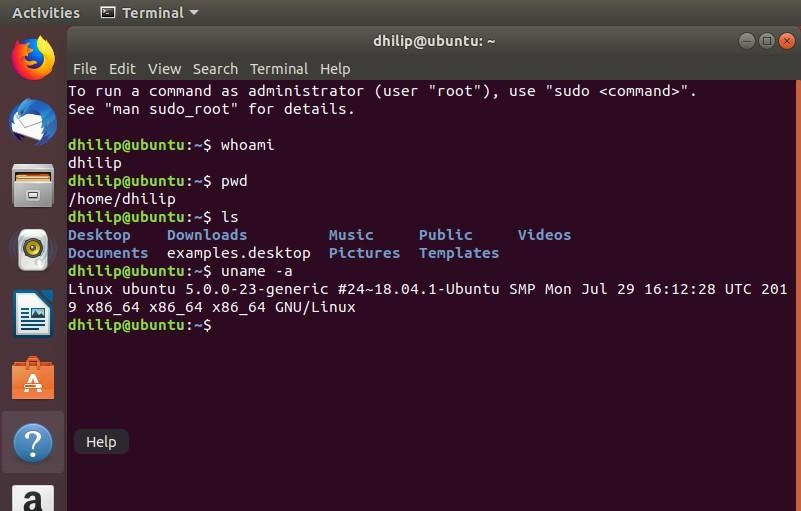 Activities Terminal
dhilip@ubuntu: ~
File Edit View Search Terminal Help
To run a command as administrator (user "root"), use "sudo <command>".
See "man sudo_root" for details.
dhilip@ubuntu:~$ whoami
dhilip
dhilip@ubuntu:~$ pwd
/home/dhilip
dhilip@ubuntu:~$ ls
Desktop Downloads Music Public Videos
Documents examples.desktop Pictures Templates
dhilip@ubuntu:~$ uname -a
Linux ubuntu 5.0.0-23-generic #24~18.04.1-Ubuntu SMP Mon Jul 29 16:12:28 UTC 201
9 x86_64 x86_64 x86_64 GNU/Linux
dhilip@ubuntu:~$
Help